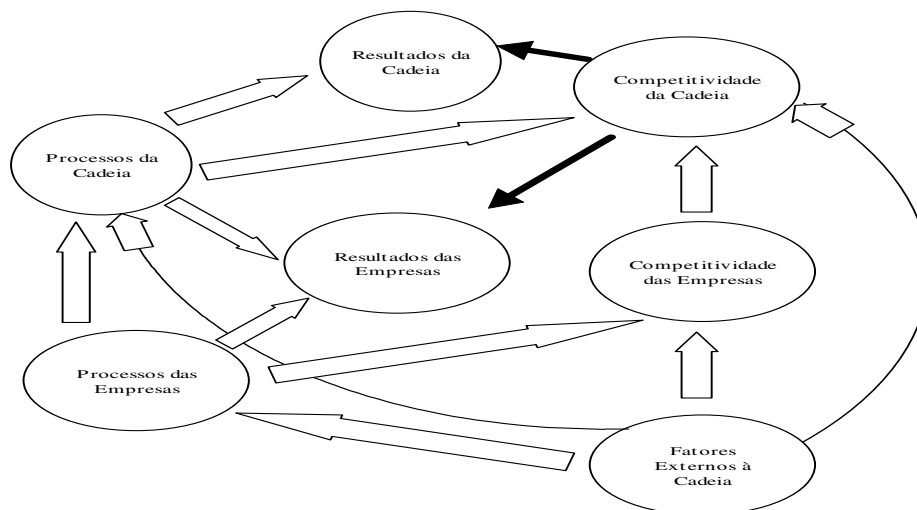 Resultados da
Cadeia
Competitividade
da Cadeia
Processos da
Cadeia
Resultados das
Empresas
Competitividade
das Empresas
Processos das
Empresas
Fatores
Externos à
Cadeia